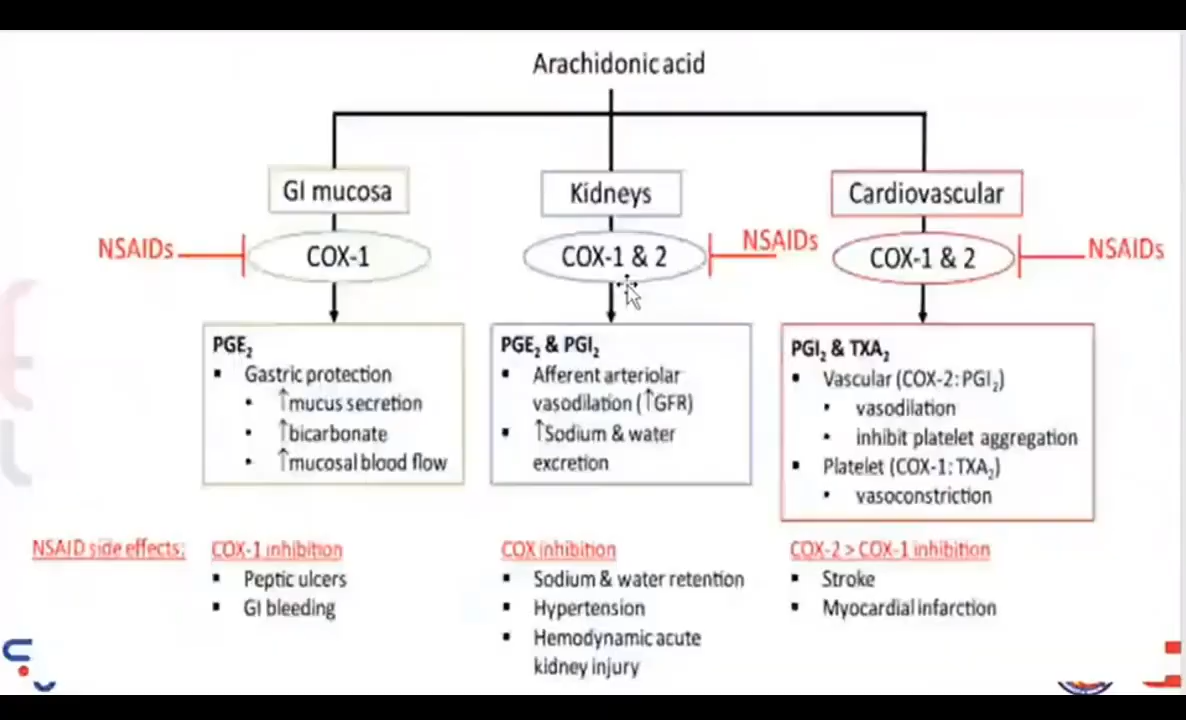 Arachidonic acid
GI mucosa
Kidneys
Cardiovascular
NSAIDs
COX-1
COX-1 & 2
NSAIDs
COX-1 & 2
NSAIDs
PGE₂
▪ Gastric protection
• ↑mucus secretion
• ↑bicarbonate
• ↑mucosal blood flow
PGE₂ & PGI₂
▪ Afferent arteriolar
vasodilation (↑GFR)
▪ ↑Sodium & water
excretion
PGI₂ & TXA₂
▪ Vascular (COX-2: PGI₂)
• vasodilation
• inhibit platelet aggregation
▪ Platelet (COX-1: TXA₂)
• vasoconstriction
NSAID side effects:
COX-1 inhibition
▪ Peptic ulcers
▪ GI bleeding
COX inhibition
▪ Sodium & water retention
▪ Hypertension
▪ Hemodynamic acute
kidney injury
COX-2 > COX-1 inhibition
▪ Stroke
▪ Myocardial infarction